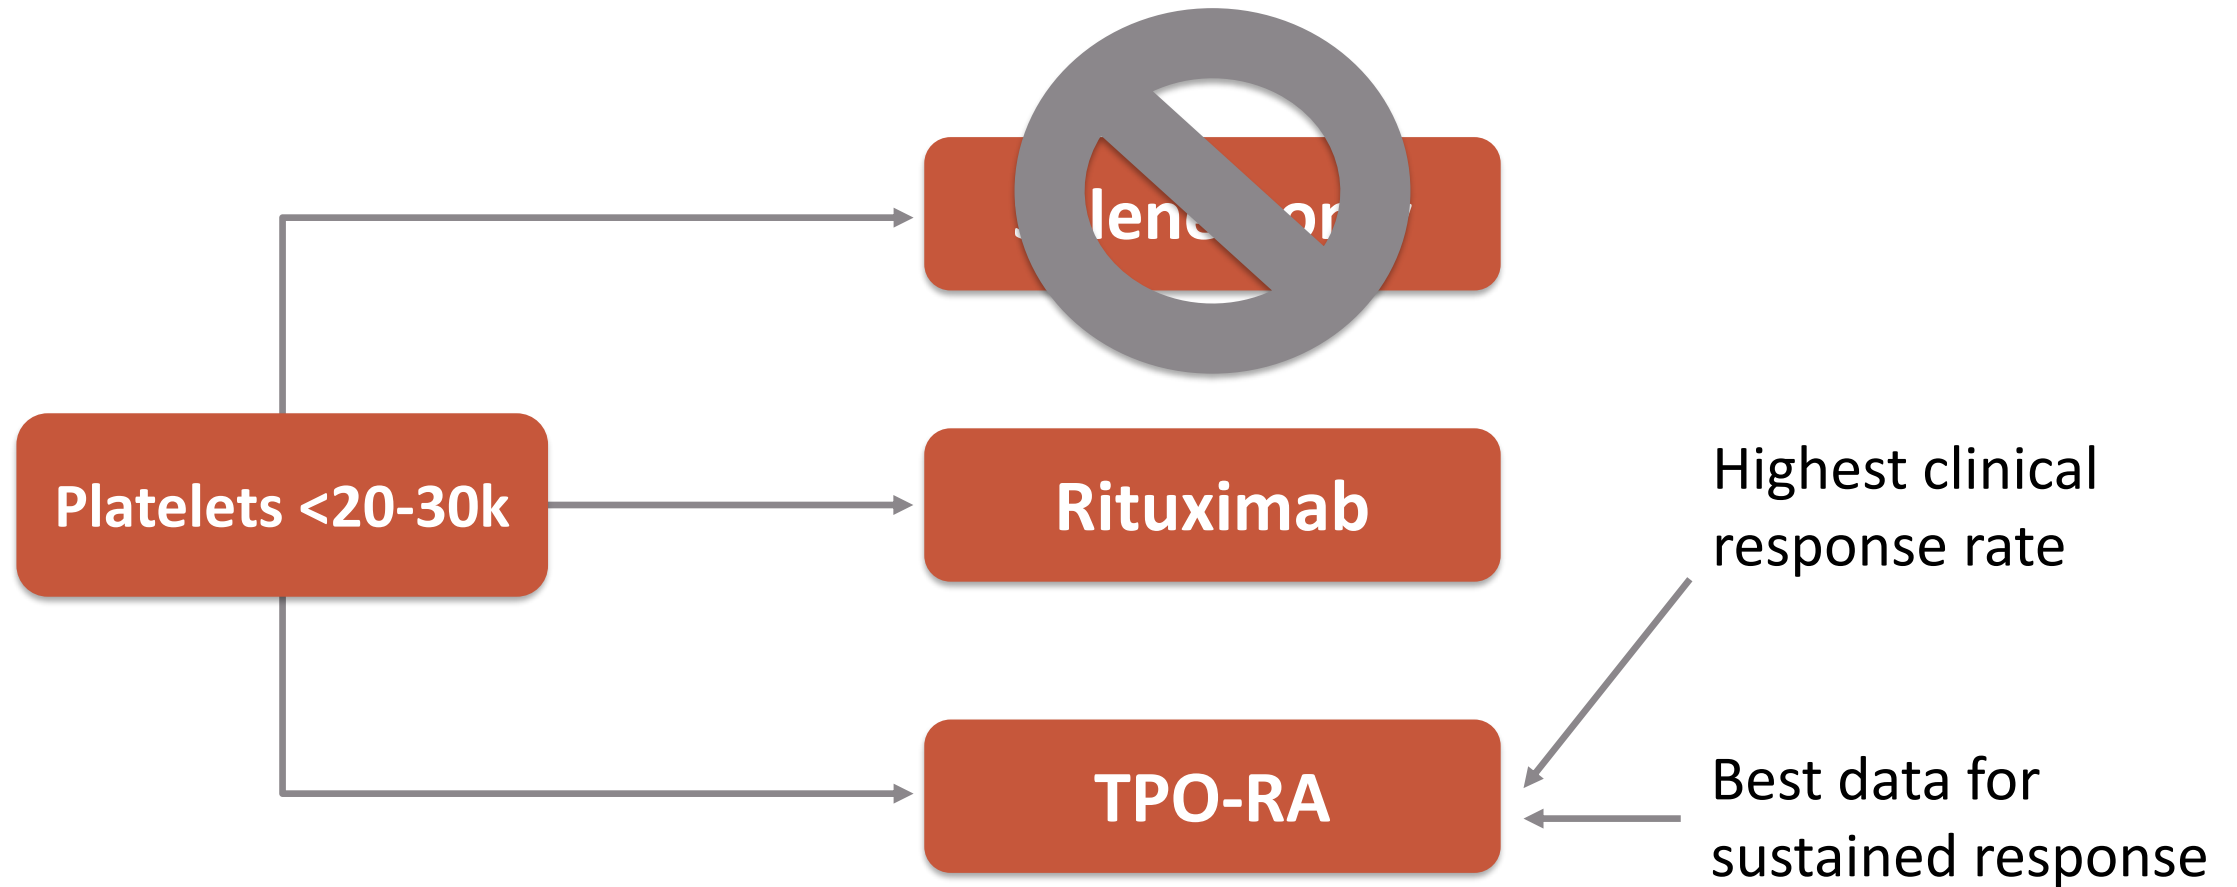 Platelets <20-30k
Rituximab
TPO-RA
Highest clinical
response rate
Best data for
sustained response